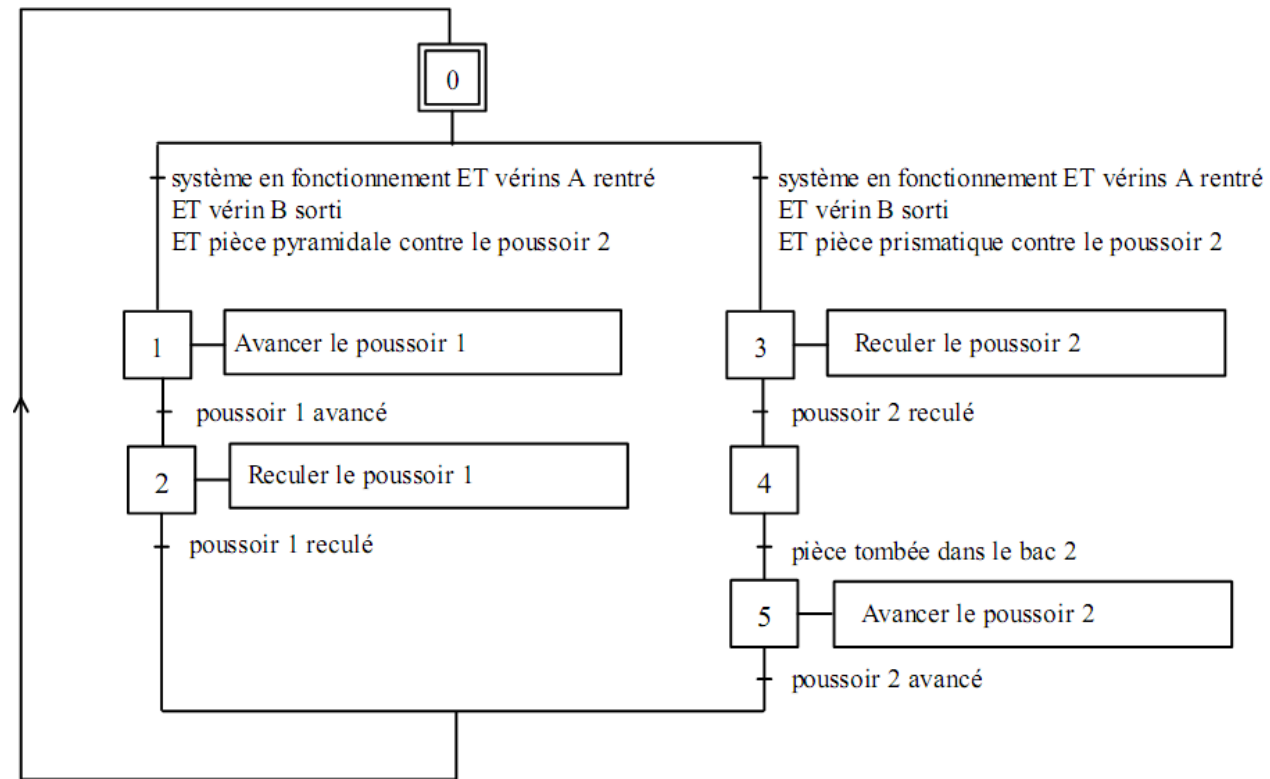 0
système en fonctionnement ET vérins A rentré
ET vérin B sorti
ET pièce pyramidale contre le poussoir 2
système en fonctionnement ET vérins A rentré
ET vérin B sorti
ET pièce prismatique contre le poussoir 2
1
Avancer le poussoir 1
3
Reculer le poussoir 2
poussoir 1 avancé
poussoir 2 reculé
2
Reculer le poussoir 1
4
poussoir 1 reculé
pièce tombée dans le bac 2
5
Avancer le poussoir 2
poussoir 2 avancé